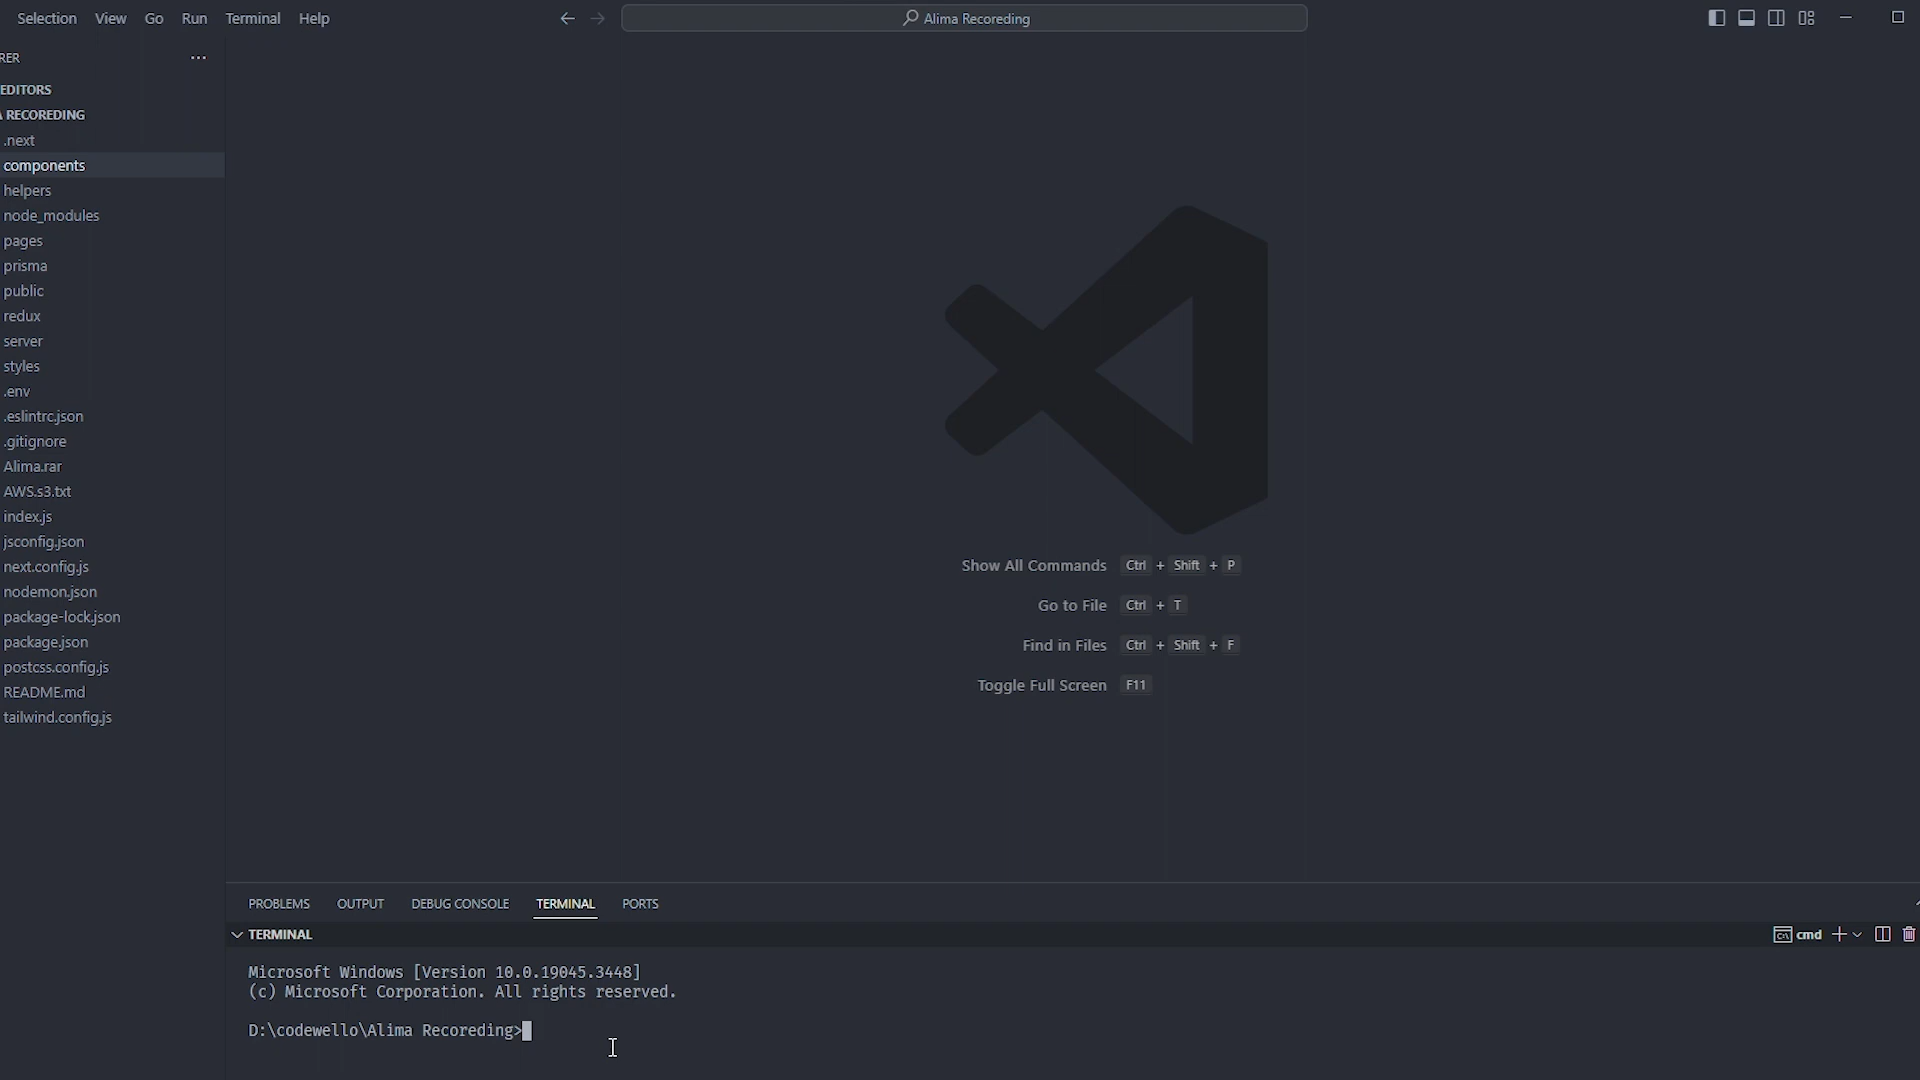 Selection View Go Run Terminal Help Alima Recoreding
RER ...
EDITORS
A RECOREDING
.next
components
helpers
node_modules
pages
prisma
public
redux
server
styles
.env
.eslintrc.json
.gitignore
Alima.rar
AWS.s3.txt
index.js
jsconfig.json
next.config.js
nodemon.json
package-lock.json
package.json
postcss.config.js
README.md
tailwind.config.js
Show All Commands Ctrl + Shift + P
Go to File Ctrl + T
Find in Files Ctrl + Shift + F
Toggle Full Screen F11
PROBLEMS OUTPUT DEBUG CONSOLE TERMINAL PORTS
TERMINAL cmd
Microsoft Windows [Version 10.0.19045.3448]
(c) Microsoft Corporation. All rights reserved.
D:\codewello\Alima Recoreding>